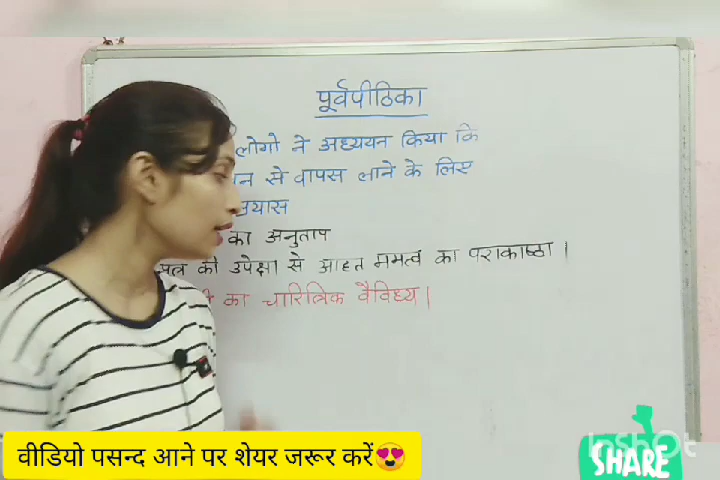 पूर्वपीठिका
लोगो ने अध्ययन किया कि
से वापस लाने के लिए
का अनुताप
की उपेक्षा से आहत ममत्व का पराकाष्ठा।
का चारित्रिक वैविध्य।
वीडियो पसन्द आने पर शेयर जरूर करें😍
InShOt
SHARE